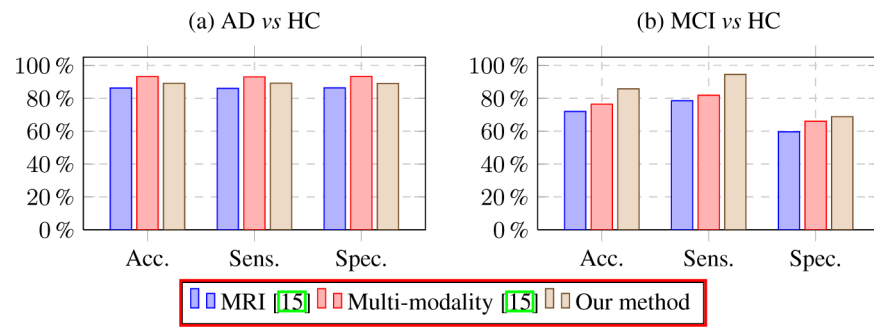 (a) AD vs HC
100 %
80 %
60 %
40 %
20 %
0 %
Acc. Sens. Spec.
(b) MCI vs HC
100 %
80 %
60 %
40 %
20 %
0 %
Acc. Sens. Spec.
MRI [15] Multi-modality [15] Our method